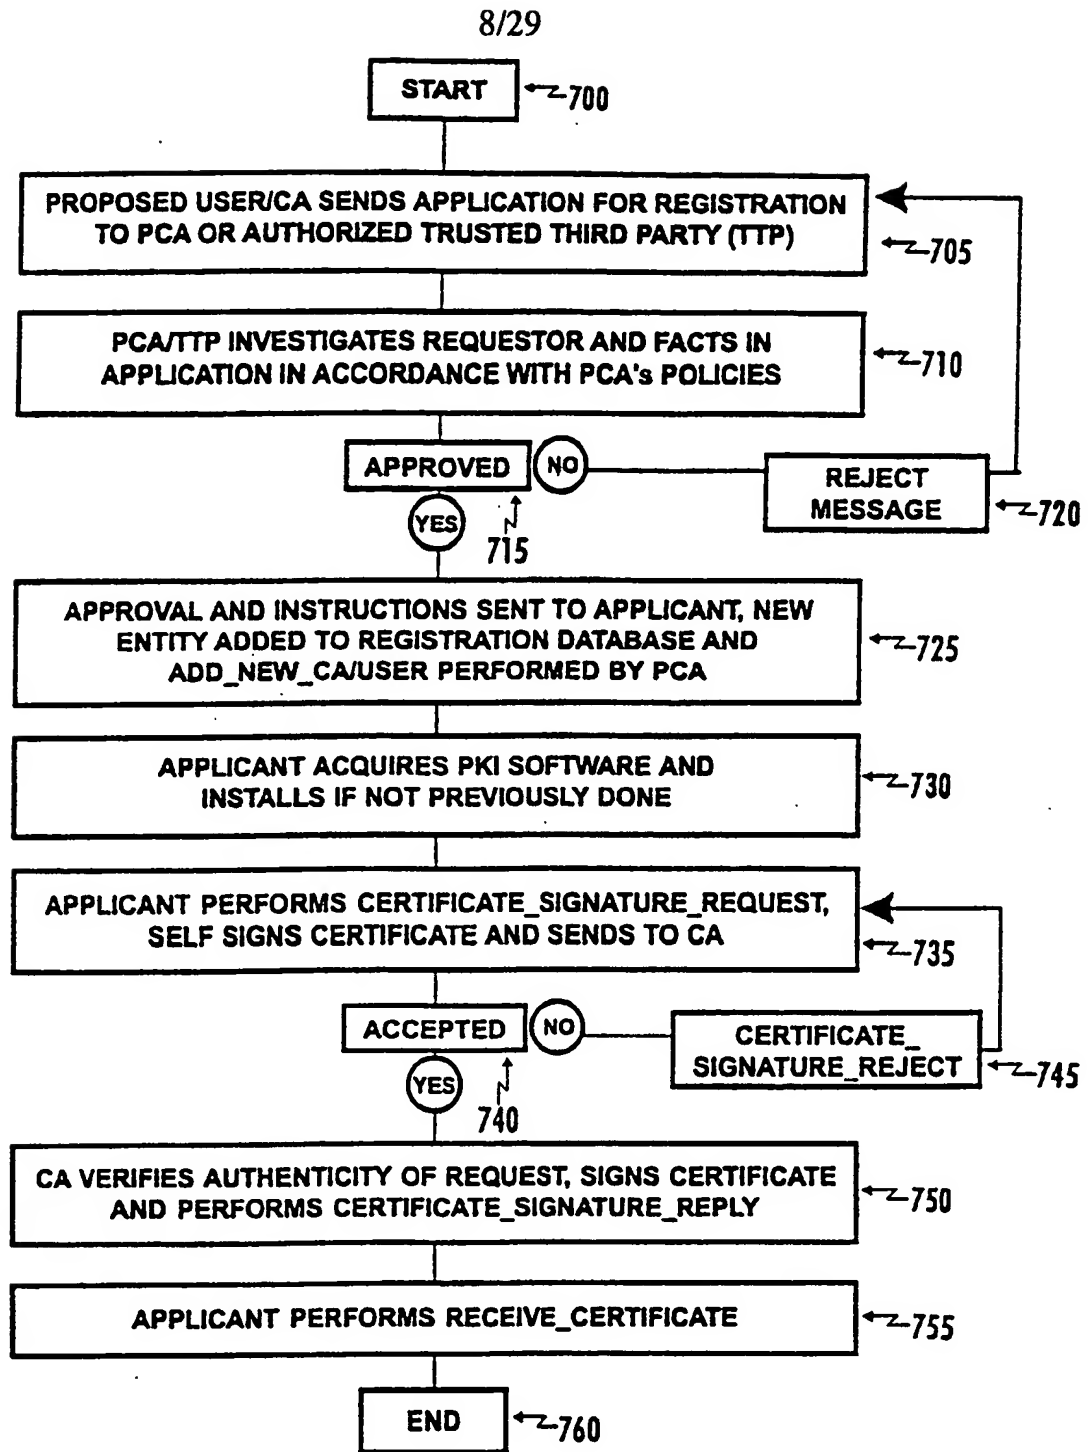 8/29
START
700
PROPOSED USER/CA SENDS APPLICATION FOR REGISTRATION
TO PCA OR AUTHORIZED TRUSTED THIRD PARTY (TTP)
705
PCA/TTP INVESTIGATES REQUESTOR AND FACTS IN
APPLICATION IN ACCORDANCE WITH PCA's POLICIES
710
APPROVED
NO
REJECT
MESSAGE
720
YES
715
APPROVAL AND INSTRUCTIONS SENT TO APPLICANT, NEW
ENTITY ADDED TO REGISTRATION DATABASE AND
ADD_NEW_CA/USER PERFORMED BY PCA
725
APPLICANT ACQUIRES PKI SOFTWARE AND
INSTALLS IF NOT PREVIOUSLY DONE
730
APPLICANT PERFORMS CERTIFICATE_SIGNATURE_REQUEST,
SELF SIGNS CERTIFICATE AND SENDS TO CA
735
ACCEPTED
NO
CERTIFICATE_
SIGNATURE_REJECT
745
YES
740
CA VERIFIES AUTHENTICITY OF REQUEST, SIGNS CERTIFICATE
AND PERFORMS CERTIFICATE_SIGNATURE_REPLY
750
APPLICANT PERFORMS RECEIVE_CERTIFICATE
755
END
760